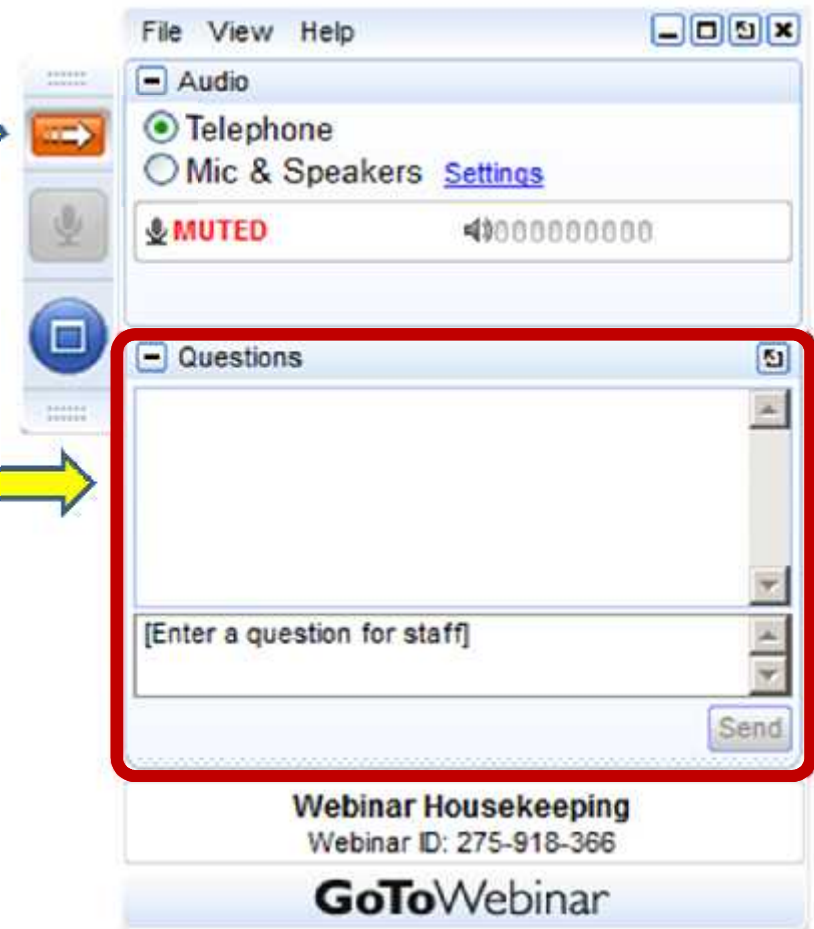 File View Help
Audio
Telephone
Mic & Speakers Settings
MUTED
Questions
[Enter a question for staff]
Send
Webinar Housekeeping
Webinar ID: 275-918-366
GoToWebinar